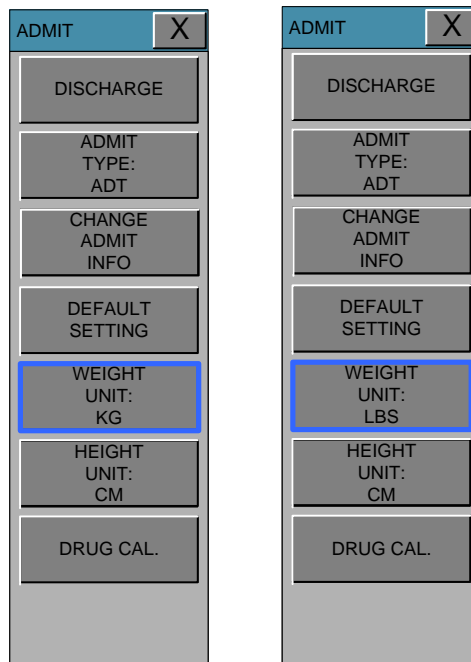 ADMIT X
DISCHARGE
ADMIT
TYPE:
ADT
CHANGE
ADMIT
INFO
DEFAULT
SETTING
WEIGHT
UNIT:
KG
HEIGHT
UNIT:
CM
DRUG CAL.
ADMIT X
DISCHARGE
ADMIT
TYPE:
ADT
CHANGE
ADMIT
INFO
DEFAULT
SETTING
WEIGHT
UNIT:
LBS
HEIGHT
UNIT:
CM
DRUG CAL.